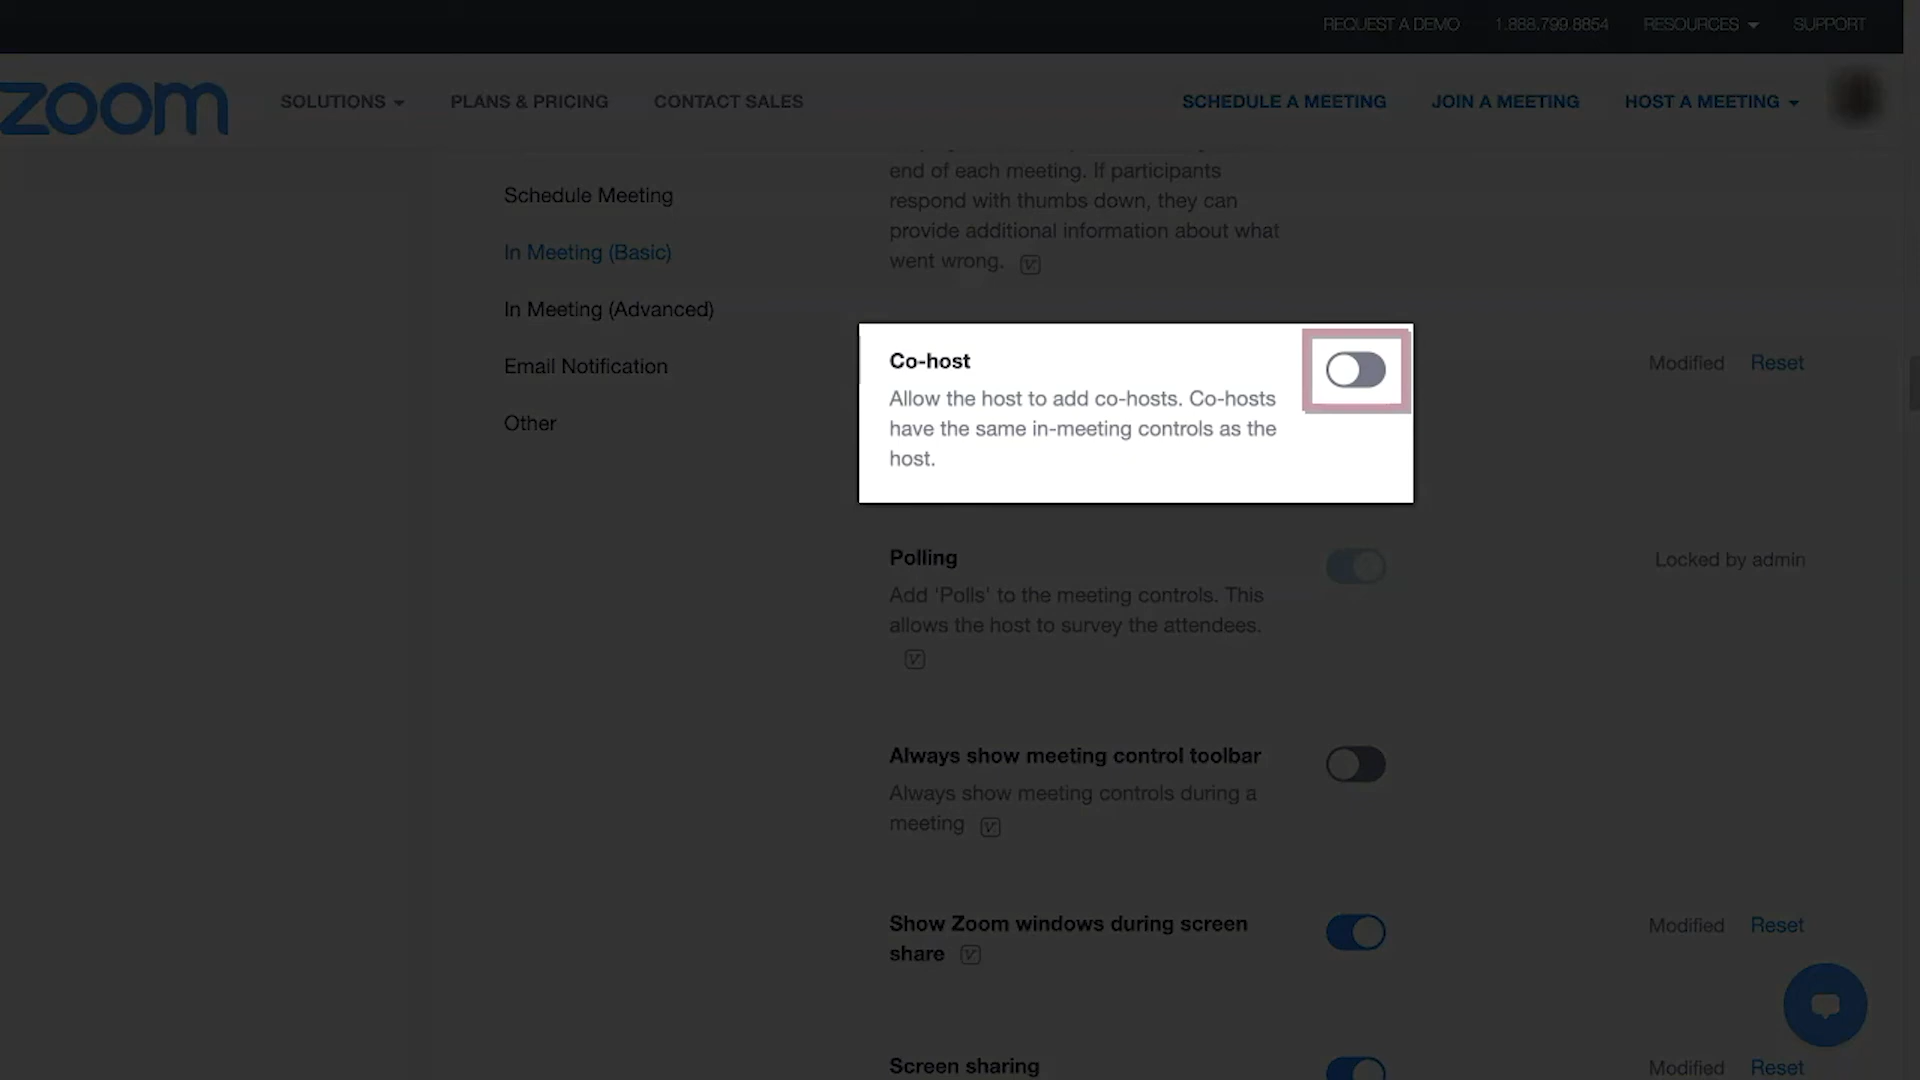 REQUEST A DEMO 1.888.799.8854 RESOURCES SUPPORT
zoom SOLUTIONS PLANS & PRICING CONTACT SALES SCHEDULE A MEETING JOIN A MEETING HOST A MEETING
Schedule Meeting
In Meeting (Basic)
In Meeting (Advanced)
Email Notification
Other
end of each meeting. If participants
respond with thumbs down, they can
provide additional information about what
went wrong.
Co-host
Modified Reset
Allow the host to add co-hosts. Co-hosts
have the same in-meeting controls as the
host.
Polling
Locked by admin
Add 'Polls' to the meeting controls. This
allows the host to survey the attendees.
Always show meeting control toolbar
Always show meeting controls during a
meeting
Show Zoom windows during screen
share
Modified Reset
Screen sharing
Modified Reset